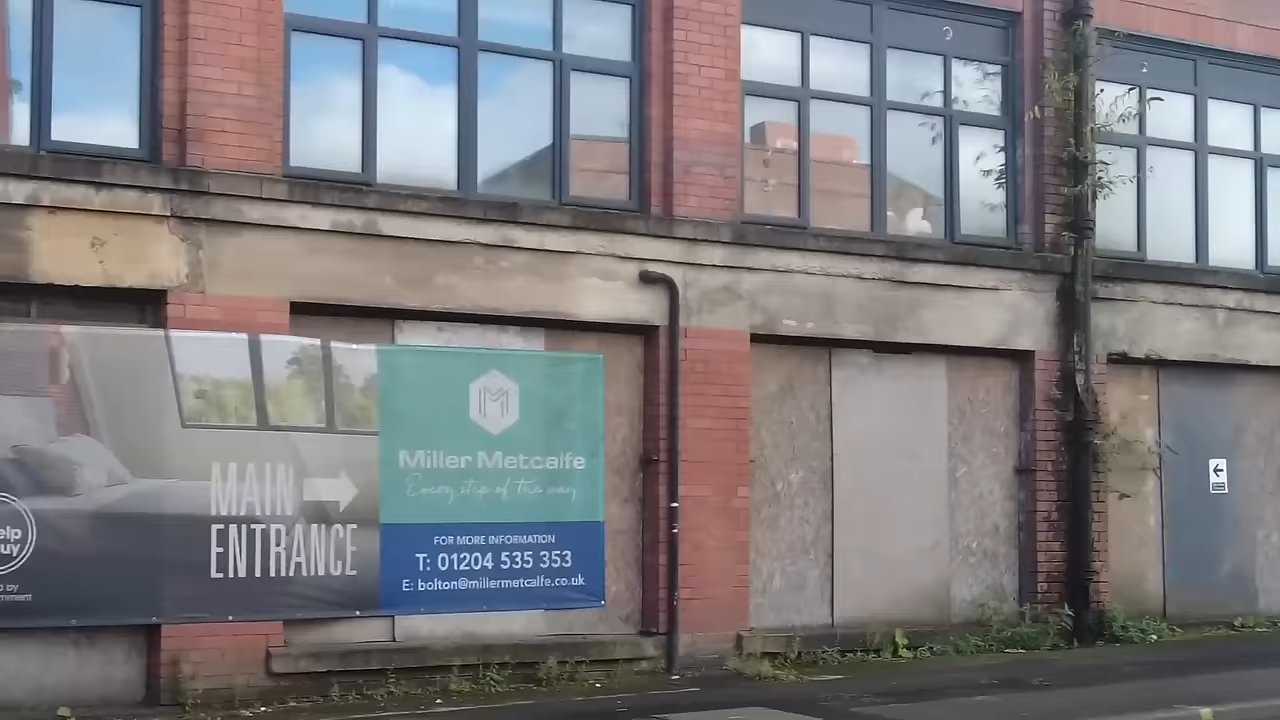 MAIN
ENTRANCE
Miller Metcalfe
Every step of the way
FOR MORE INFORMATION
T: 01204 535 353
E: bolton@millermetcalfe.co.uk